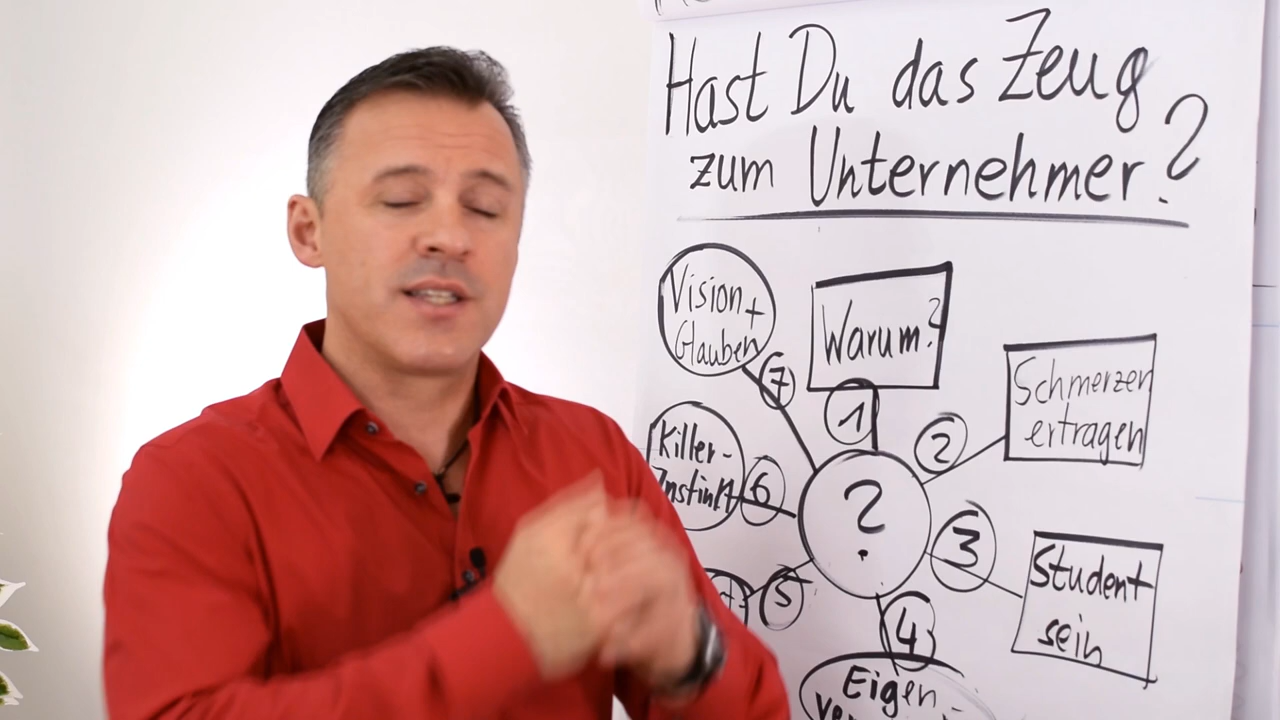 Hast Du das Zeug
zum Unternehmer?
Vision +
Glauben
7
Warum?
1
Schmerzen
ertragen
2
Killer-
Instinkt
6
?
3
Student
sein
5
4
Eigen-